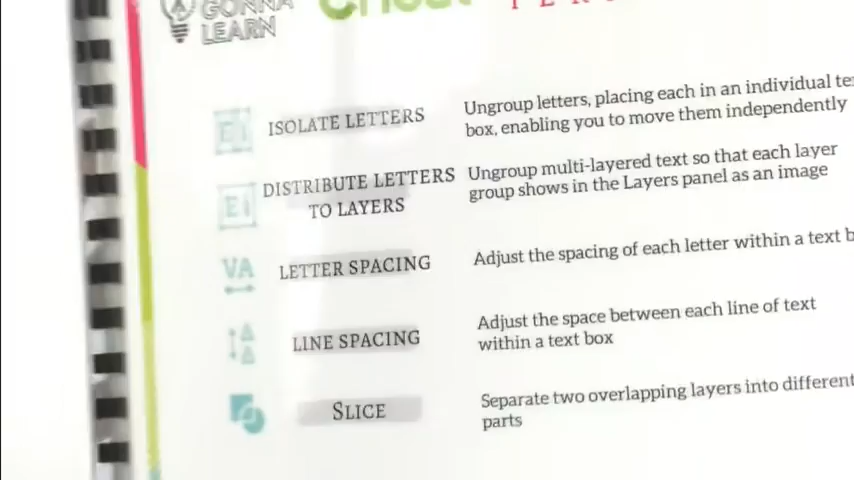 GONNA
LEARN
Cricut
ISOLATE LETTERS
Ungroup letters, placing each in an individual
box, enabling you to move them independently
DISTRIBUTE LETTERS
TO LAYERS
Ungroup multi-layered text so that each layer
group shows in the Layers panel as an image
VA
LETTER SPACING
Adjust the spacing of each letter within a text
LINE SPACING
Adjust the space between each line of text
within a text box
SLICE
Separate two overlapping layers into different
parts